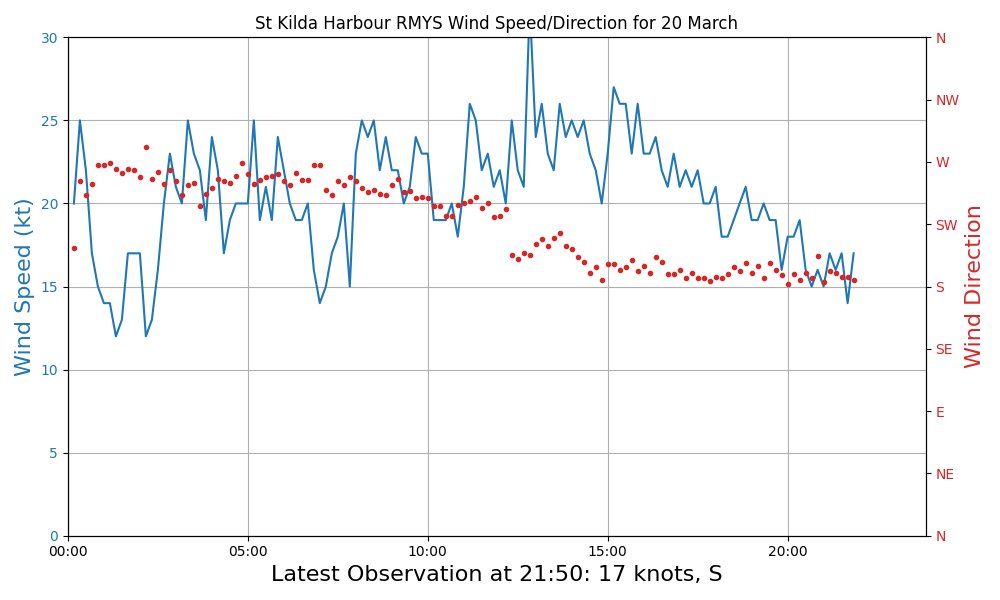 St Kilda Harbour RMYS Wind Speed/Direction for 20 March
30
25
20
15
10
5
0
Wind Speed (kt)
N
NW
W
SW
S
SE
E
NE
N
Wind Direction
00:00 05:00 10:00 15:00 20:00
Latest Observation at 21:50: 17 knots, S